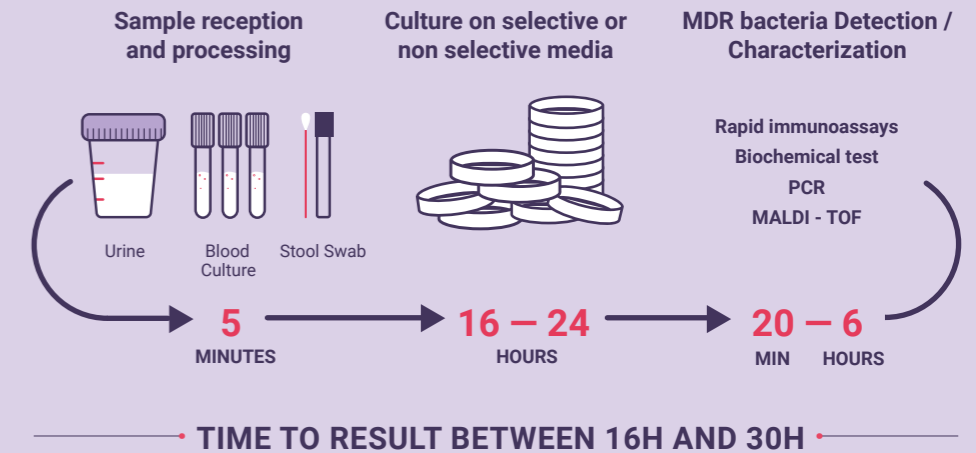 Sample reception
and processing
Culture on selective or
non selective media
MDR bacteria Detection /
Characterization
Urine
Blood
Culture
Stool Swab
Rapid immunoassays
Biochemical test
PCR
MALDI - TOF
5
MINUTES
16 — 24
HOURS
20 — 6
MIN HOURS
TIME TO RESULT BETWEEN 16H AND 30H